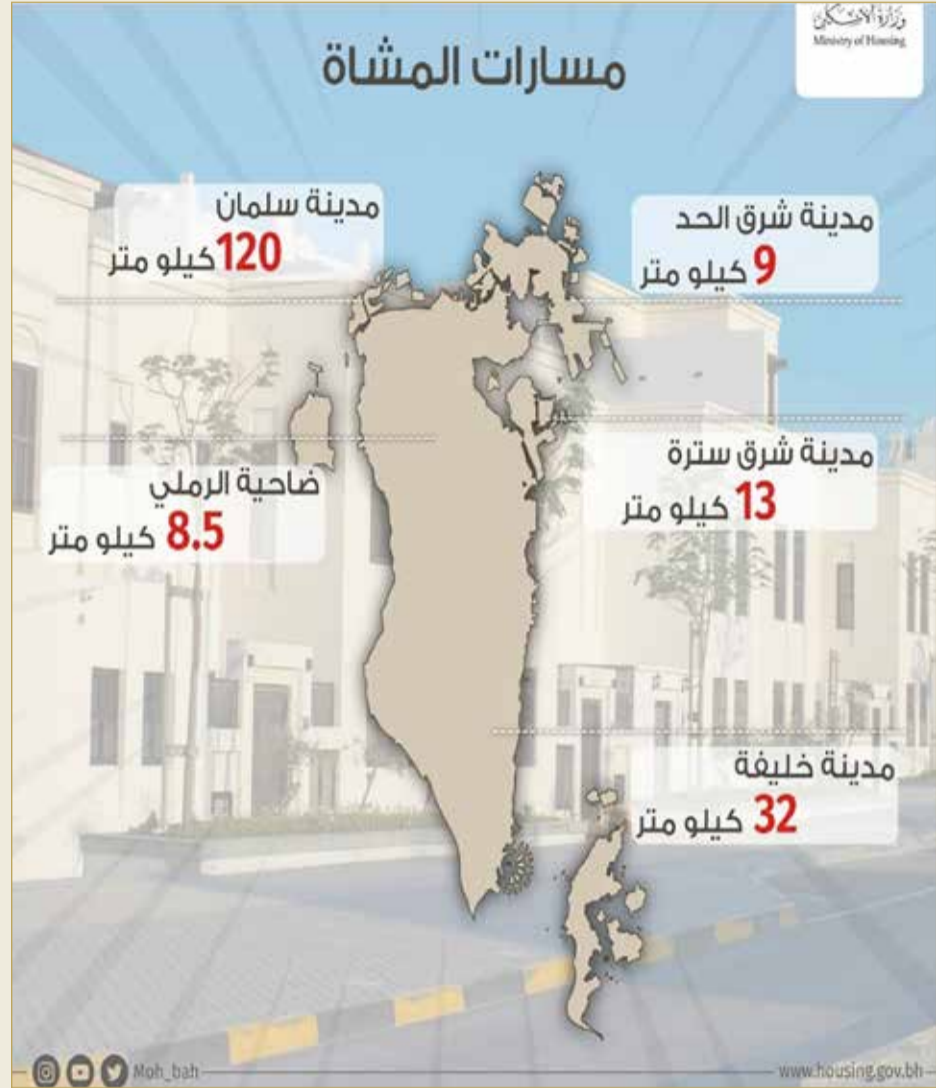 وزارة الإسكان
Ministry of Housing
مسارات المشاة
مدينة شرق الحد
9 كيلو متر
مدينة سلمان
120 كيلو متر
مدينة شرق سترة
13 كيلو متر
ضاحية الرملي
8.5 كيلو متر
مدينة خليفة
32 كيلو متر
Moh_bah
www.housing.gov.bh